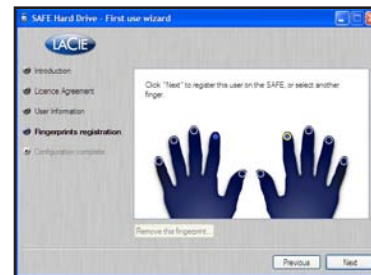 SAFE Hard Drive - First use wizard
LACIE
Introduction
Licence Agreement
User Information
Fingerprints registration
Configuration complete
Click "Next" to register this user on the SAFE, or select another
finger.
Remove this fingerprint...
Previous
Next